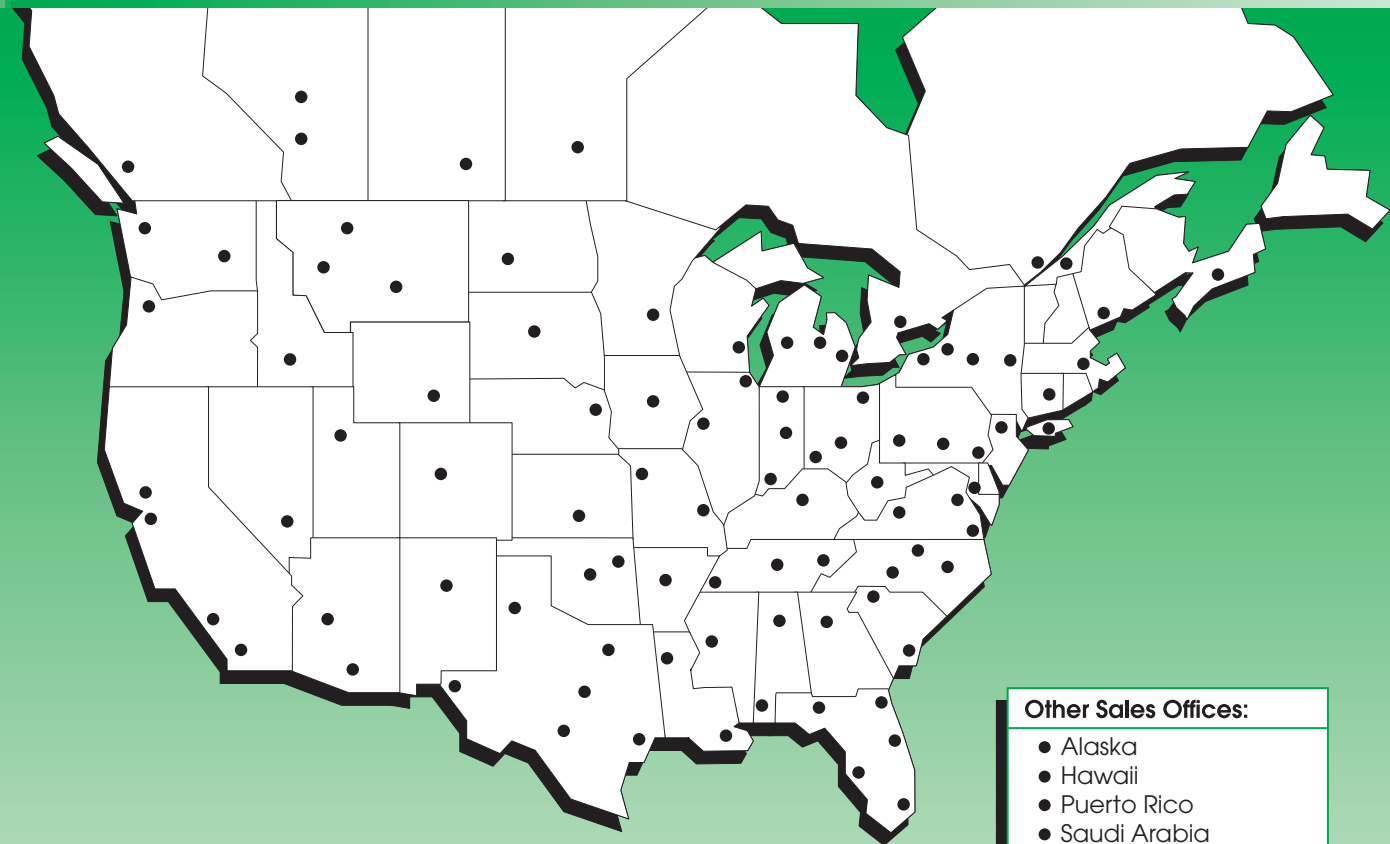 Other Sales Offices:
● Alaska
● Hawaii
● Puerto Rico
● Saudi Arabia